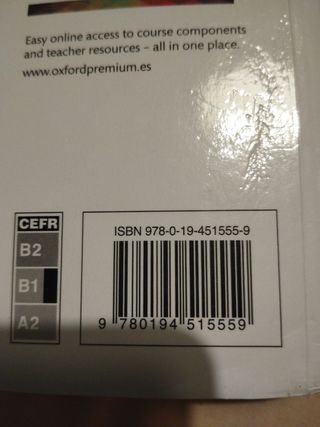 Easy online access to course components
and teacher resources – all in one place.
www.oxfordpremium.es
ISBN 978-0-19-451555-9
CEFR
B2
B1
A2
9 780194 515559